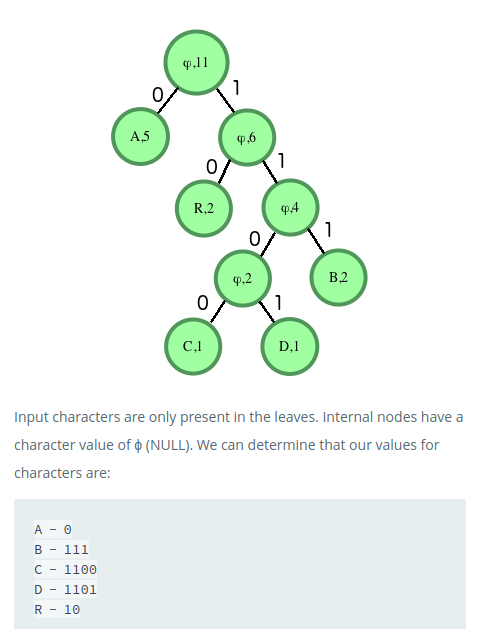 φ,11
0 1
A,5 φ,6
0 1
R,2 φ,4
0 1
φ,2 B,2
0 1
C,1 D,1
Input characters are only present in the leaves. Internal nodes have a
character value of ϕ (NULL). We can determine that our values for
characters are:
A - 0
B - 111
C - 1100
D - 1101
R - 10